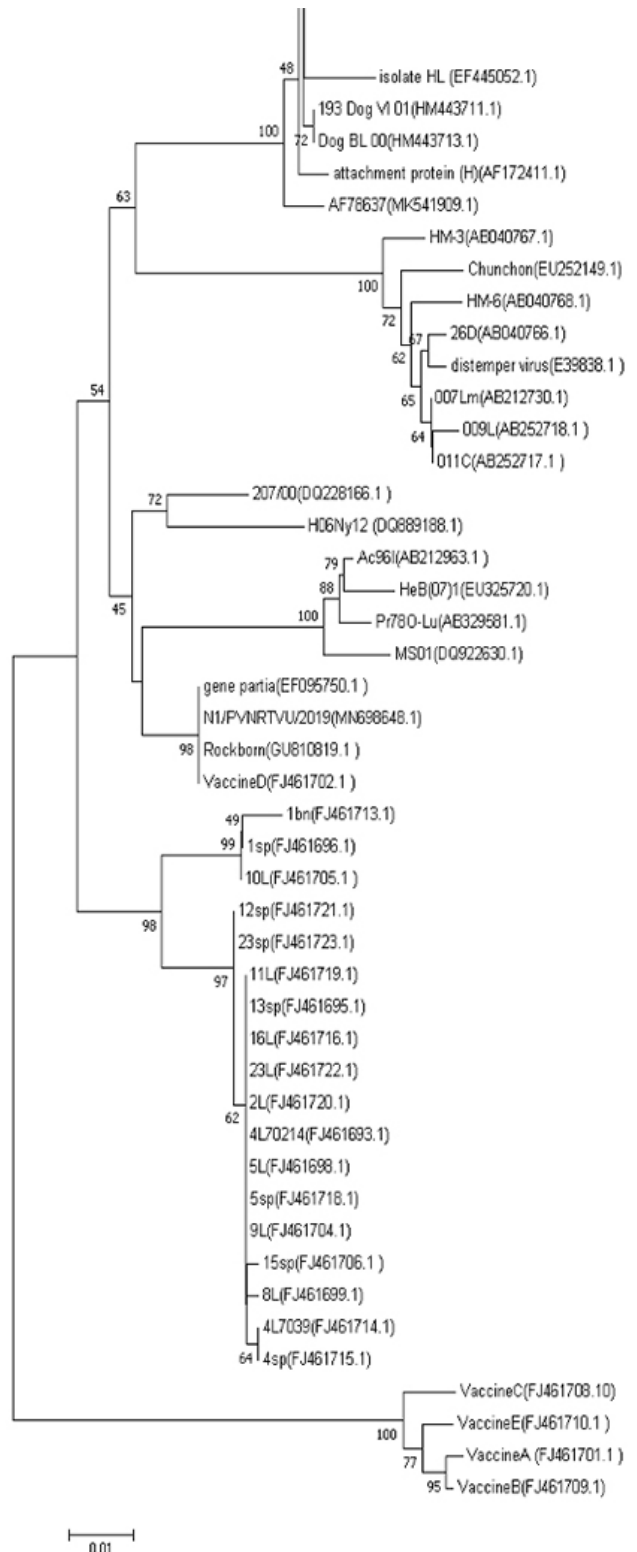 48
isolate HL (EF445052.1)
193 Dog VI 01(HM443711.1)
100
72
Dog BL 00(HM443713.1)
attachment protein (H)(AF172411.1)
63
AF78637(MK541909.1)
HM-3(AB040767.1)
Chunchon(EU252149.1)
100
HM-6(AB040768.1)
72
67
26D(AB040766.1)
62
distemper virus(E39838.1 )
54
007Lm(AB212730.1)
65
009L(AB252718.1 )
64
011C(AB252717.1 )
72
207/00(DQ228166.1 )
H06Ny12 (DQ889188.1)
79
Ac96I(AB212963.1 )
88
HeB(07)1(EU325720.1)
45
100
Pr78O-Lu(AB329581.1)
MS01(DQ922630.1)
gene partia(EF095750.1 )
N1/PVNRTVU/2019(MN698648.1)
98
Rockborn(GU810819.1 )
VaccineD(FJ461702.1 )
49
1bn(FJ461713.1)
99
1sp(FJ461696.1)
10L(FJ461705.1 )
98
12sp(FJ461721.1)
23sp(FJ461723.1)
97
11L(FJ461719.1)
13sp(FJ461695.1)
16L(FJ461716.1)
23L(FJ461722.1)
2L(FJ461720.1)
62
4L70214(FJ461693.1)
5L(FJ461698.1)
5sp(FJ461718.1)
9L(FJ461704.1)
15sp(FJ461706.1 )
8L(FJ461699.1)
4L7039(FJ461714.1)
64
4sp(FJ461715.1)
VaccineC(FJ461708.10)
100
VaccineE(FJ461710.1 )
77
VaccineA (FJ461701.1 )
95
VaccineB(FJ461709.1)
0.01